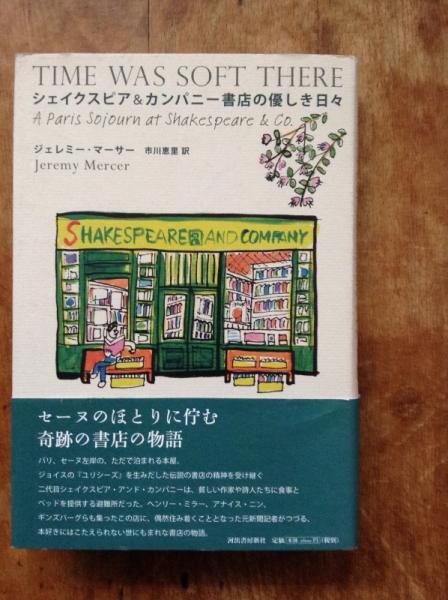 TIME WAS SOFT THERE
シェイクスピア&カンパニー書店の優しき日々
A Paris Sojourn at Shakespeare & Co.
ジェレミー・マーサー 市川恵里 訳
Jeremy Mercer
SHAKESPEARE AND COMPANY
セーヌのほとりに佇む
奇跡の書店の物語
パリ、セーヌ左岸の、ただで泊まれる本屋。
ジョイスの『ユリシーズ』を生みだした伝説の書店の精神を受け継ぐ
二代目シェイクスピア・アンド・カンパニーは、貧しい作家や詩人たちに食事と
ベッドを提供する避難所だった。ヘンリー・ミラー、アナイス・ニン、
ギンズバーグらも集ったこの店に、偶然住み着くこととなった元新聞記者がつづる、
本好きにはこたえられない世にもまれな書店の物語。
河出書房新社 定価 本体 円(税別)